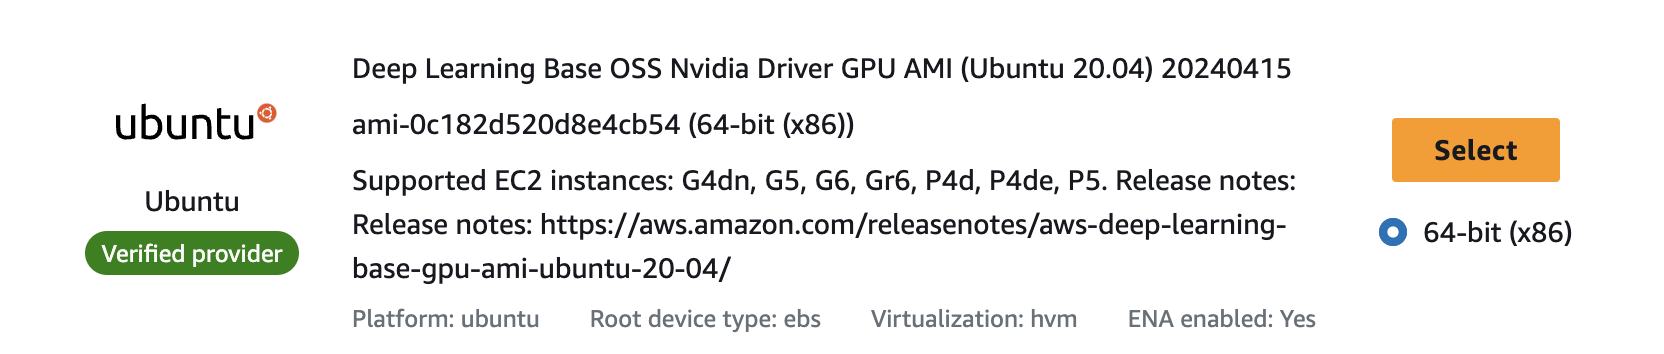 ubuntu
Ubuntu
Verified provider
Deep Learning Base OSS Nvidia Driver GPU AMI (Ubuntu 20.04) 20240415
ami-0c182d520d8e4cb54 (64-bit (x86))
Supported EC2 instances: G4dn, G5, G6, Gr6, P4d, P4de, P5. Release notes:
Release notes: https://aws.amazon.com/releasenotes/aws-deep-learning-
base-gpu-ami-ubuntu-20-04/
Platform: ubuntu Root device type: ebs Virtualization: hvm ENA enabled: Yes
Select
64-bit (x86)